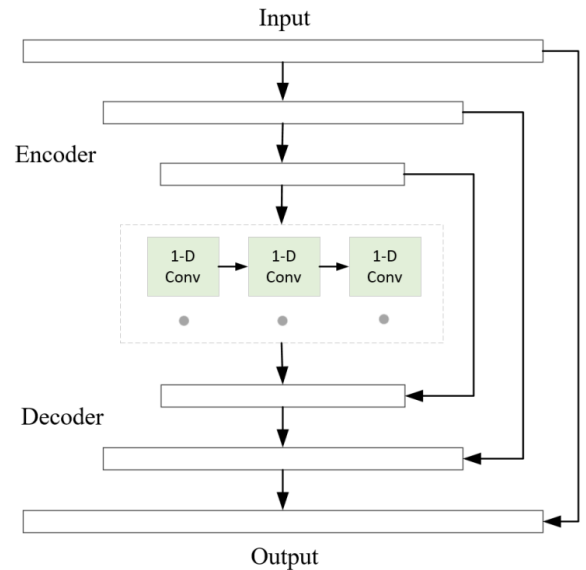 Input
Encoder
1-D
Conv
1-D
Conv
1-D
Conv
Decoder
Output